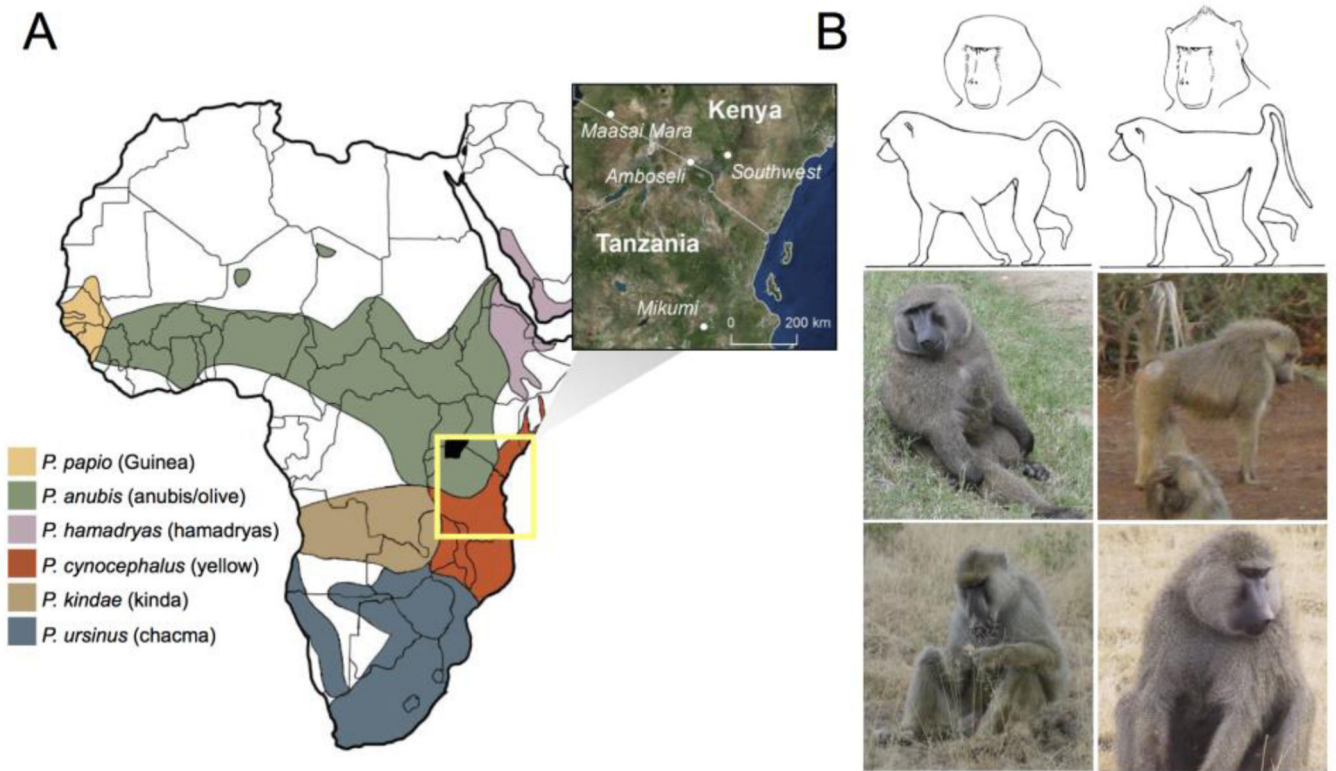 A
B
Kenya
Maasai Mara
Amboseli
Southwest
Tanzania
Mikumi
0
200 km
P. papio (Guinea)
P. anubis (anubis/olive)
P. hamadryas (hamadryas)
P. cynocephalus (yellow)
P. kindae (kinda)
P. ursinus (chacma)